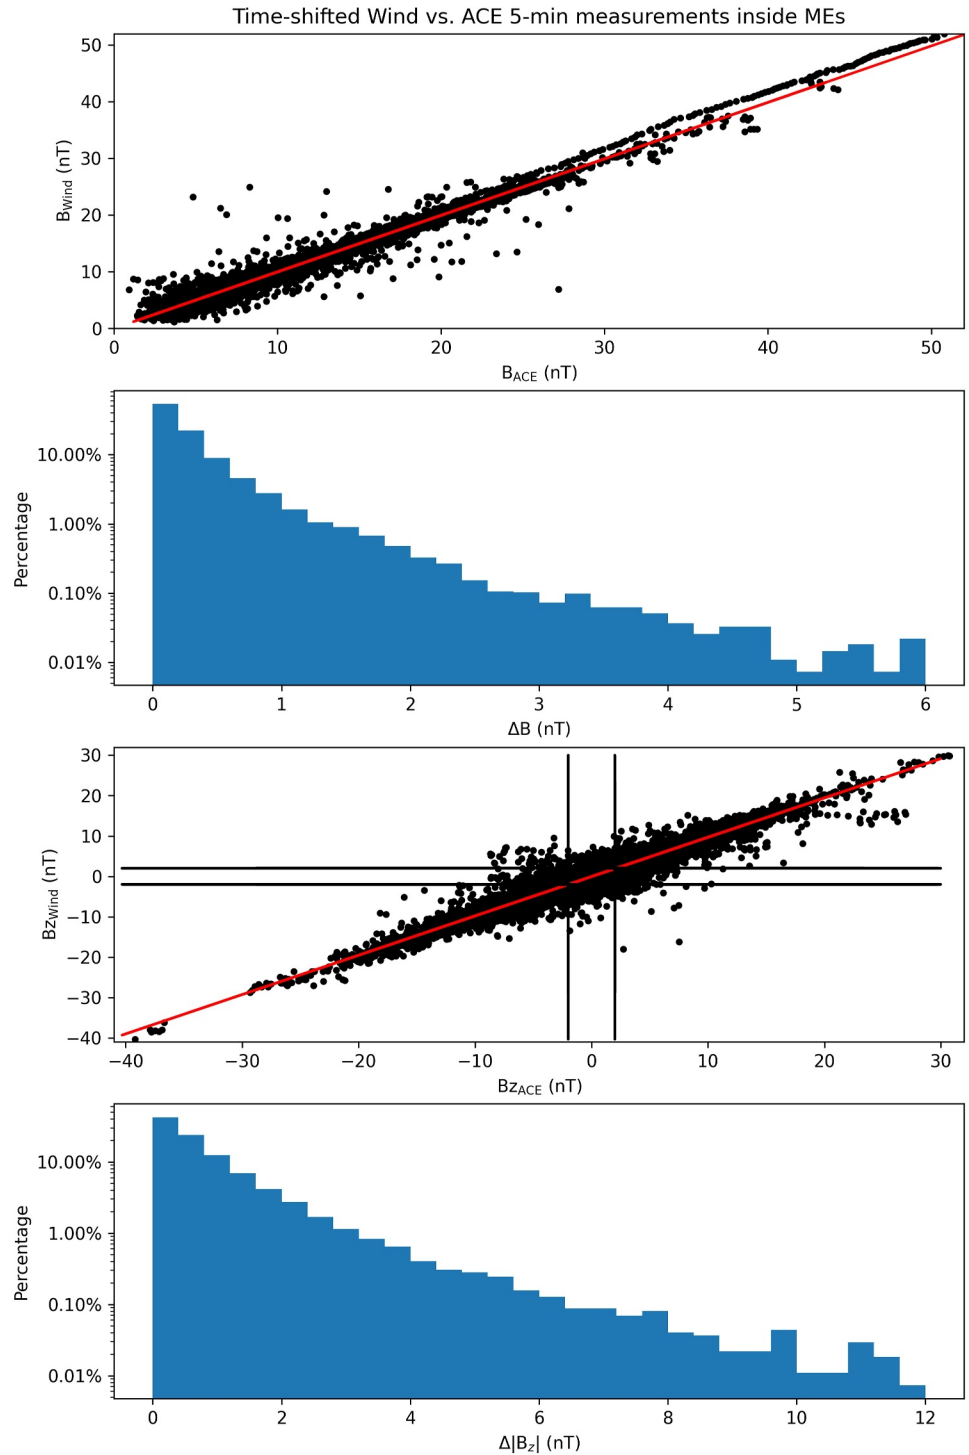 Time-shifted Wind vs. ACE 5-min measurements inside MEs
50
40
30
20
10
0
B_Wind (nT)
0 10 20 30 40 50
B_ACE (nT)
10.00%
1.00%
0.10%
0.01%
Percentage
0 1 2 3 4 5 6
ΔB (nT)
30
20
10
0
−10
−20
−30
−40
Bz_Wind (nT)
−40 −30 −20 −10 0 10 20 30
Bz_ACE (nT)
10.00%
1.00%
0.10%
0.01%
Percentage
0 2 4 6 8 10 12
Δ|B_z| (nT)